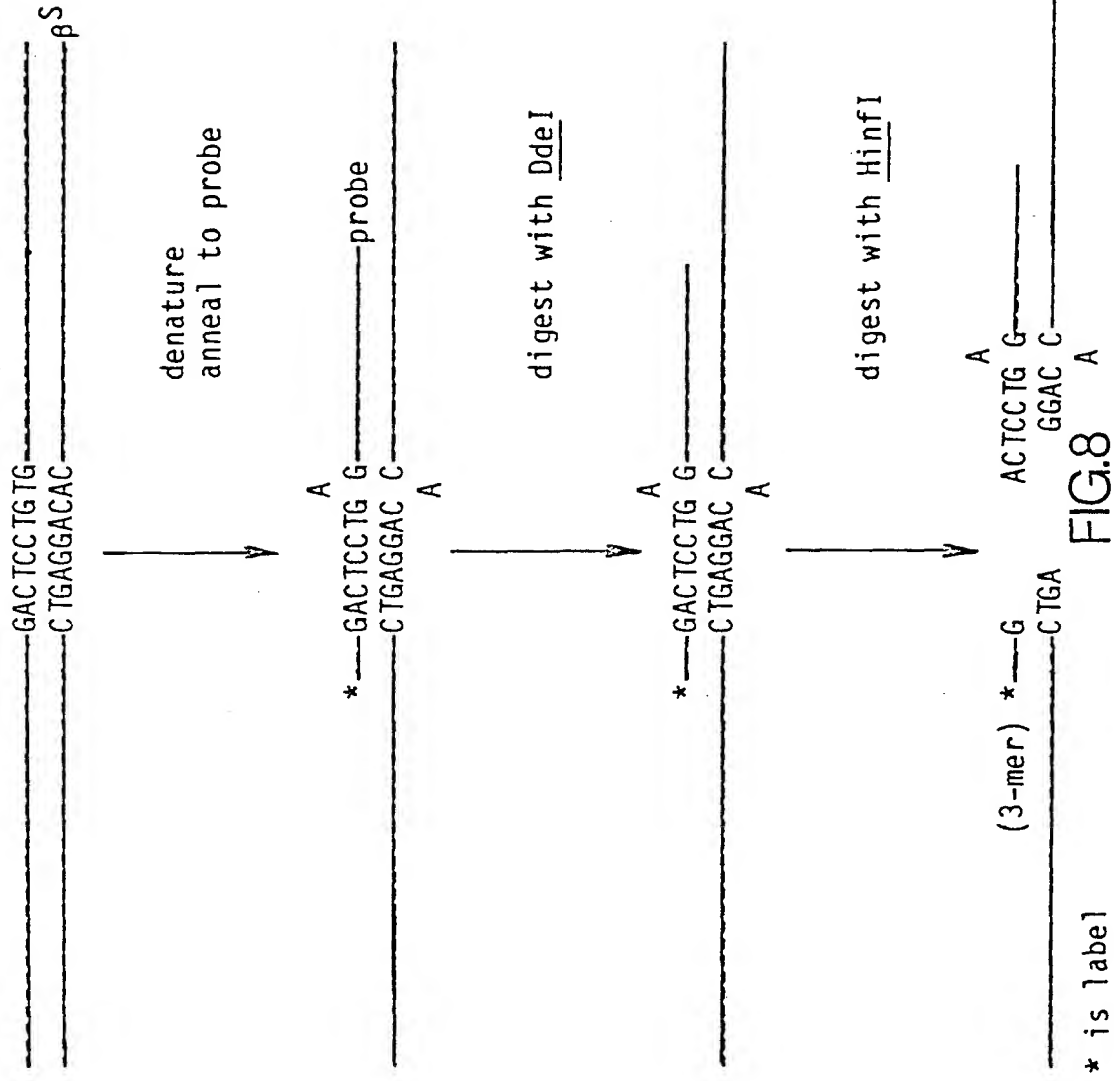 GACTCCTGTG
CTGAGGACAC βS
denature
anneal to probe
A
* GACTCCTG G probe
CTGAGGAC C
A
digest with DdeI
A
* GACTCCTG G
CTGAGGAC C
A
digest with HinfI
A
(3-mer) * G ACTCCTG G
CTGA GGAC C
A
* is label
FIG.8